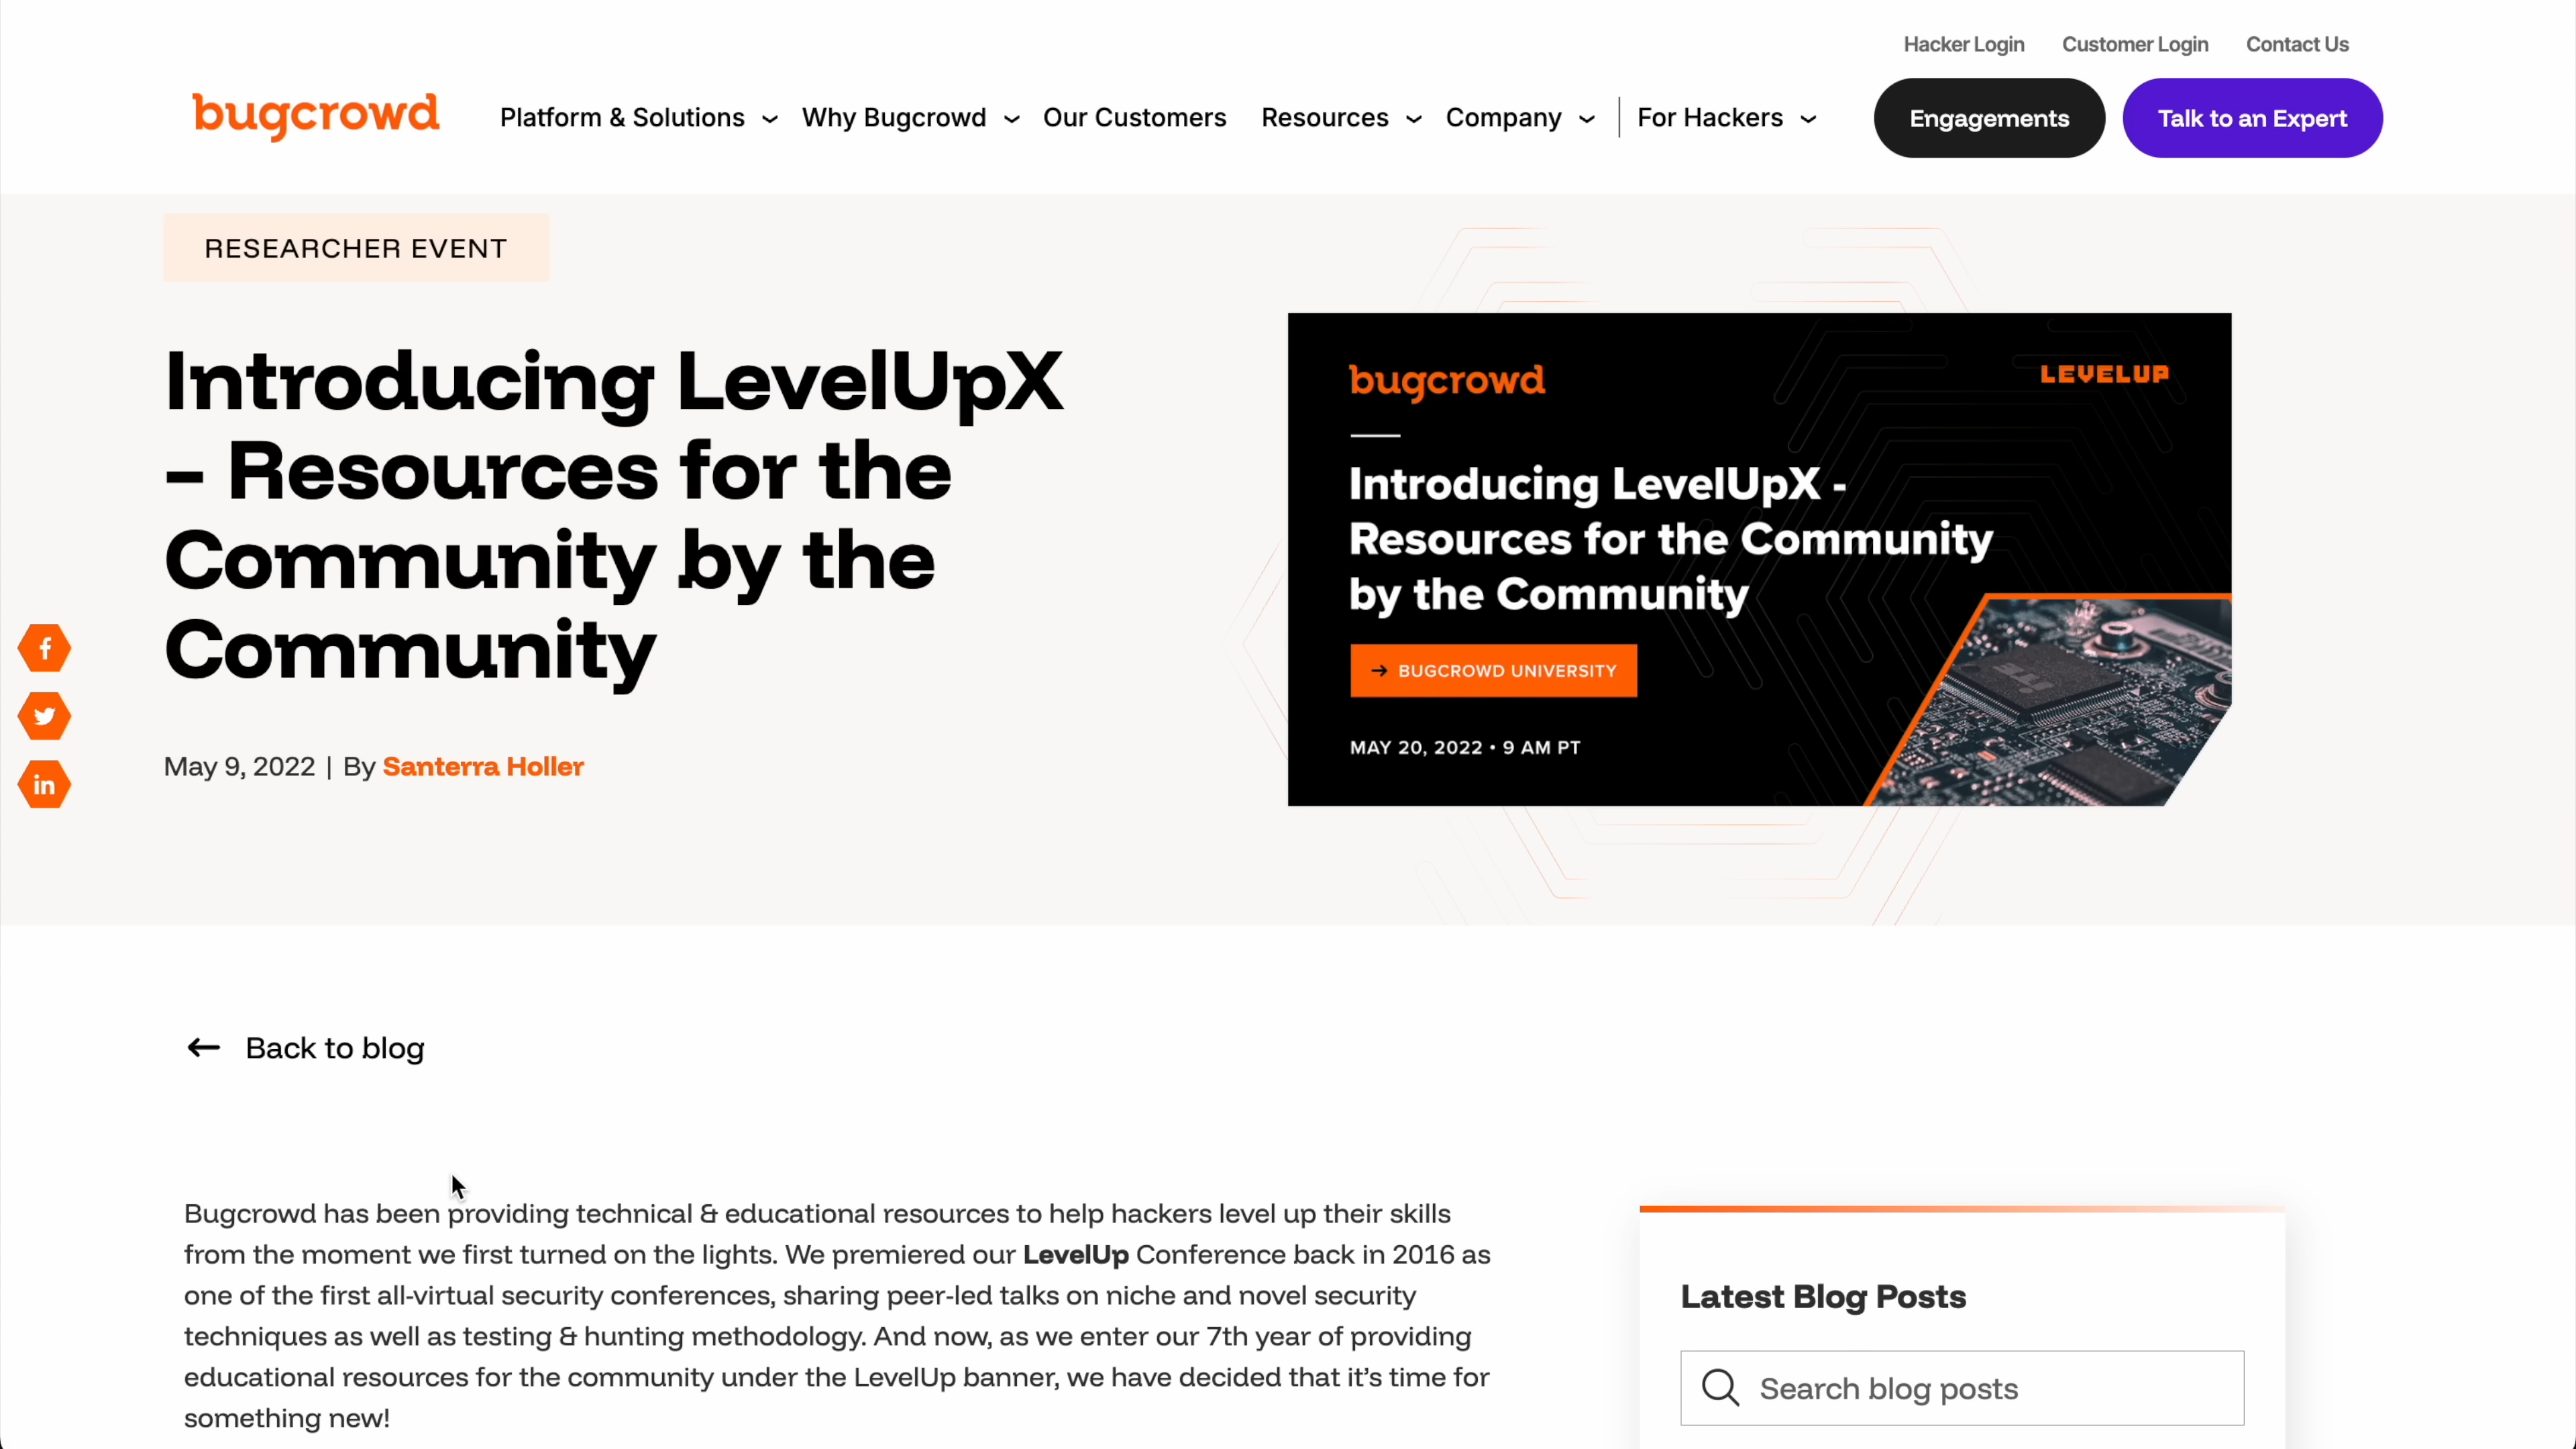 Hacker Login Customer Login Contact Us
bugcrowd Platform & Solutions Why Bugcrowd Our Customers Resources Company For Hackers Engagements Talk to an Expert
RESEARCHER EVENT
Introducing LevelUpX
– Resources for the
Community by the
Community
May 9, 2022 | By Santerra Holler
bugcrowd
LEVELUP
Introducing LevelUpX -
Resources for the Community
by the Community
→ BUGCROWD UNIVERSITY
MAY 20, 2022 • 9 AM PT
f
in
← Back to blog
Bugcrowd has been providing technical & educational resources to help hackers level up their skills
from the moment we first turned on the lights. We premiered our LevelUp Conference back in 2016 as
one of the first all-virtual security conferences, sharing peer-led talks on niche and novel security
techniques as well as testing & hunting methodology. And now, as we enter our 7th year of providing
educational resources for the community under the LevelUp banner, we have decided that it’s time for
something new!
Latest Blog Posts
Search blog posts